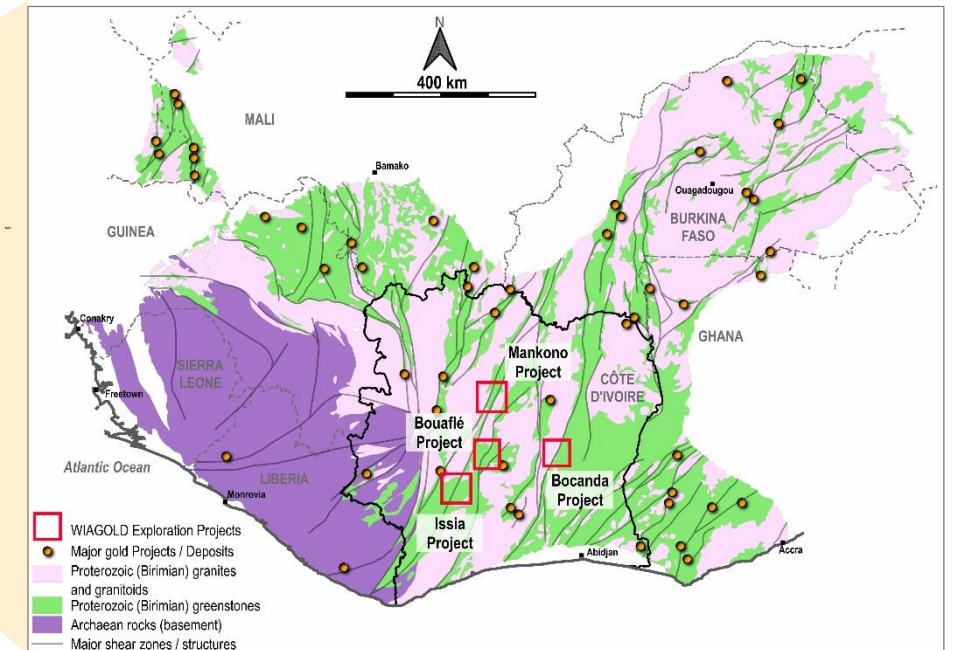 N
400 km
MALI
Bamako
Ouagadougou
BURKINA
FASO
GUINEA
GHANA
Conakry
Mankono
Project
SIERRA
LEONE
CÔTE
D'IVOIRE
Freetown
Bouaflé
Project
Atlantic Ocean
LIBERIA
Bocanda
Project
Monrovia
Issia
Project
Abidjan
Accra
WIAGOLD Exploration Projects
Major gold Projects / Deposits
Proterozoic (Birimian) granites
and granitoids
Proterozoic (Birimian) greenstones
Archaean rocks (basement)
Major shear zones / structures